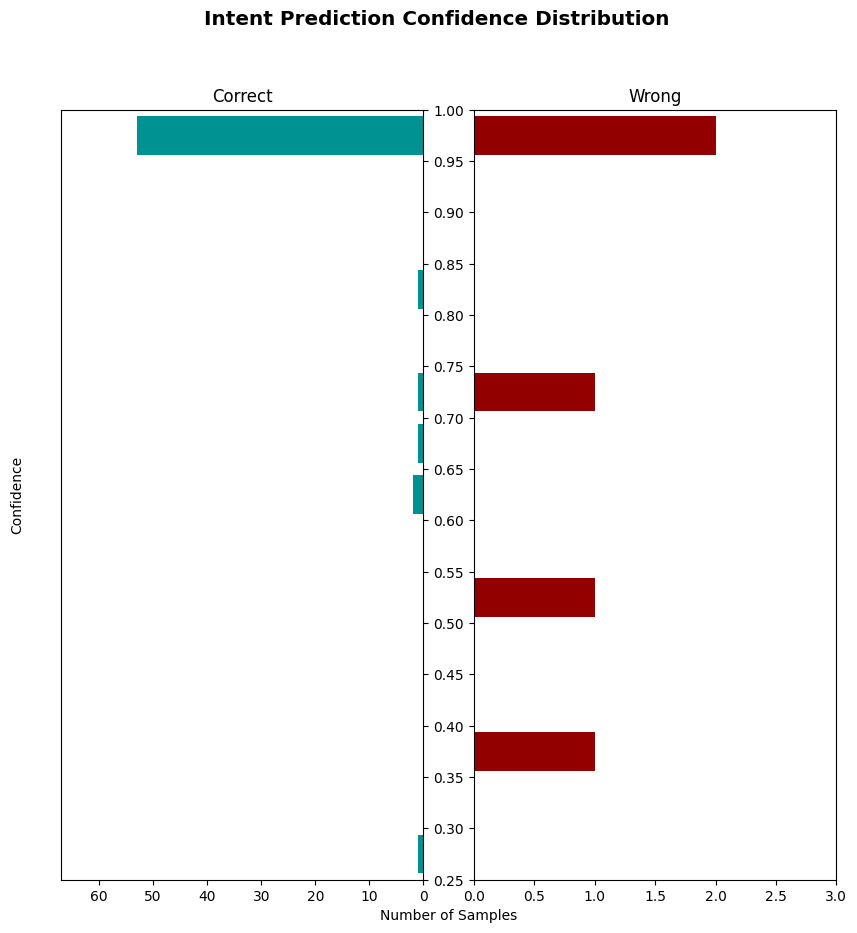 Intent Prediction Confidence Distribution
Correct
Wrong
1.00
0.95
0.90
0.85
0.80
0.75
0.70
0.65
0.60
0.55
0.50
0.45
0.40
0.35
0.30
0.25
Confidence
60 50 40 30 20 10 0
0.0 0.5 1.0 1.5 2.0 2.5 3.0
Number of Samples